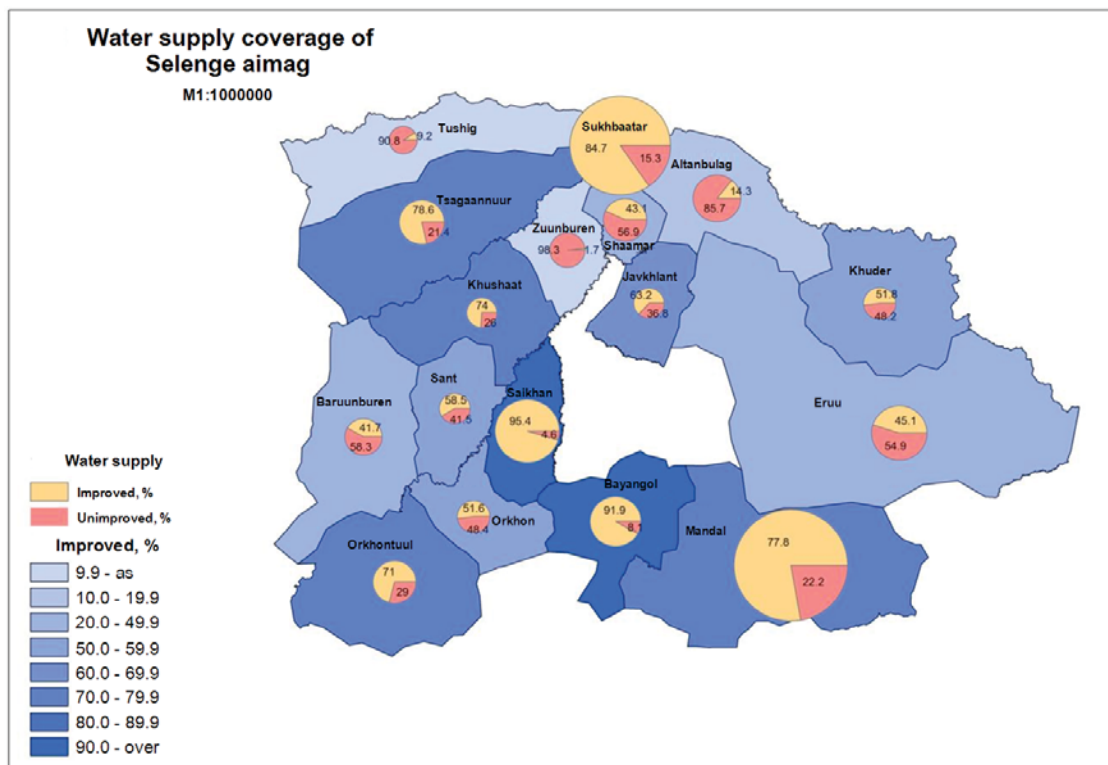 Water supply coverage of
Selenge aimag
M1:1000000
Tushig
90.8
9.2
Sukhbaatar
84.7
15.3
Altanbulag
14.3
85.7
Tsagaannuur
78.6
21.4
Zuunburen
98.3
1.7
43.1
56.9
Shaamar
Khushaat
74
26
Javkhlant
63.2
36.8
Khuder
51.8
48.2
Baruunburen
41.7
58.3
Sant
58.5
41.5
Saikhan
95.4
4.6
Eruu
45.1
54.9
Bayangol
91.9
8.1
Mandal
77.8
22.2
51.6
48.4
Orkhon
Orkhontuul
71
29
Water supply
Improved, %
Unimproved, %
Improved, %
9.9 - as
10.0 - 19.9
20.0 - 49.9
50.0 - 59.9
60.0 - 69.9
70.0 - 79.9
80.0 - 89.9
90.0 - over